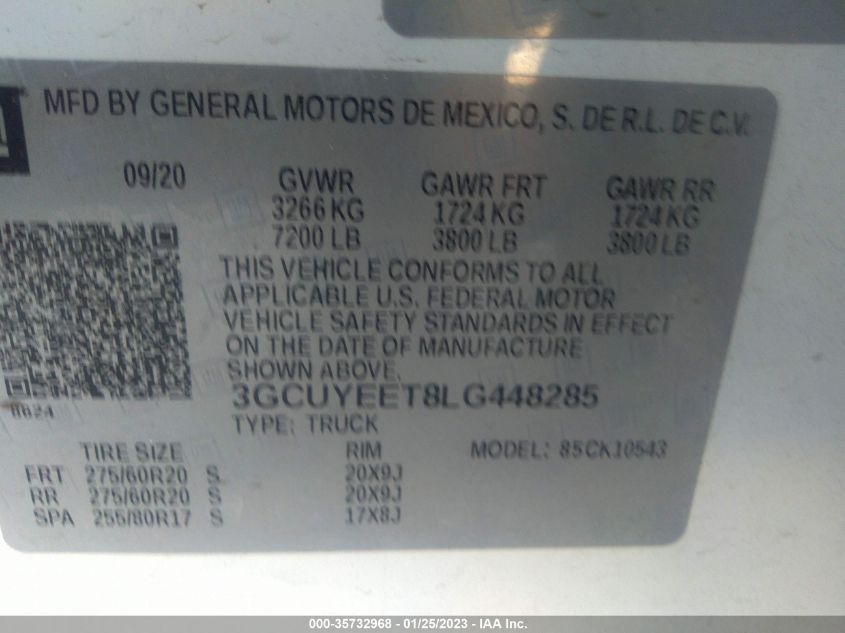 MFD BY GENERAL MOTORS DE MEXICO, S. DE R.L. DE C.V.
09/20 GVWR GAWR FRT GAWR RR
3266 KG 1724 KG 1724 KG
7200 LB 3800 LB 3800 LB
THIS VEHICLE CONFORMS TO ALL
APPLICABLE U.S. FEDERAL MOTOR
VEHICLE SAFETY STANDARDS IN EFFECT
ON THE DATE OF MANUFACTURE
SHOWN ABOVE.
3GCUYEET8LG448285
8624
TYPE: TRUCK
TIRE SIZE RIM MODEL: 85CK10543
FRT 275/60R20 S 20X9J
RR 275/60R20 S 20X9J
SPA 255/80R17 S 17X8J
000-35732968 - 01/25/2023 - IAA Inc.